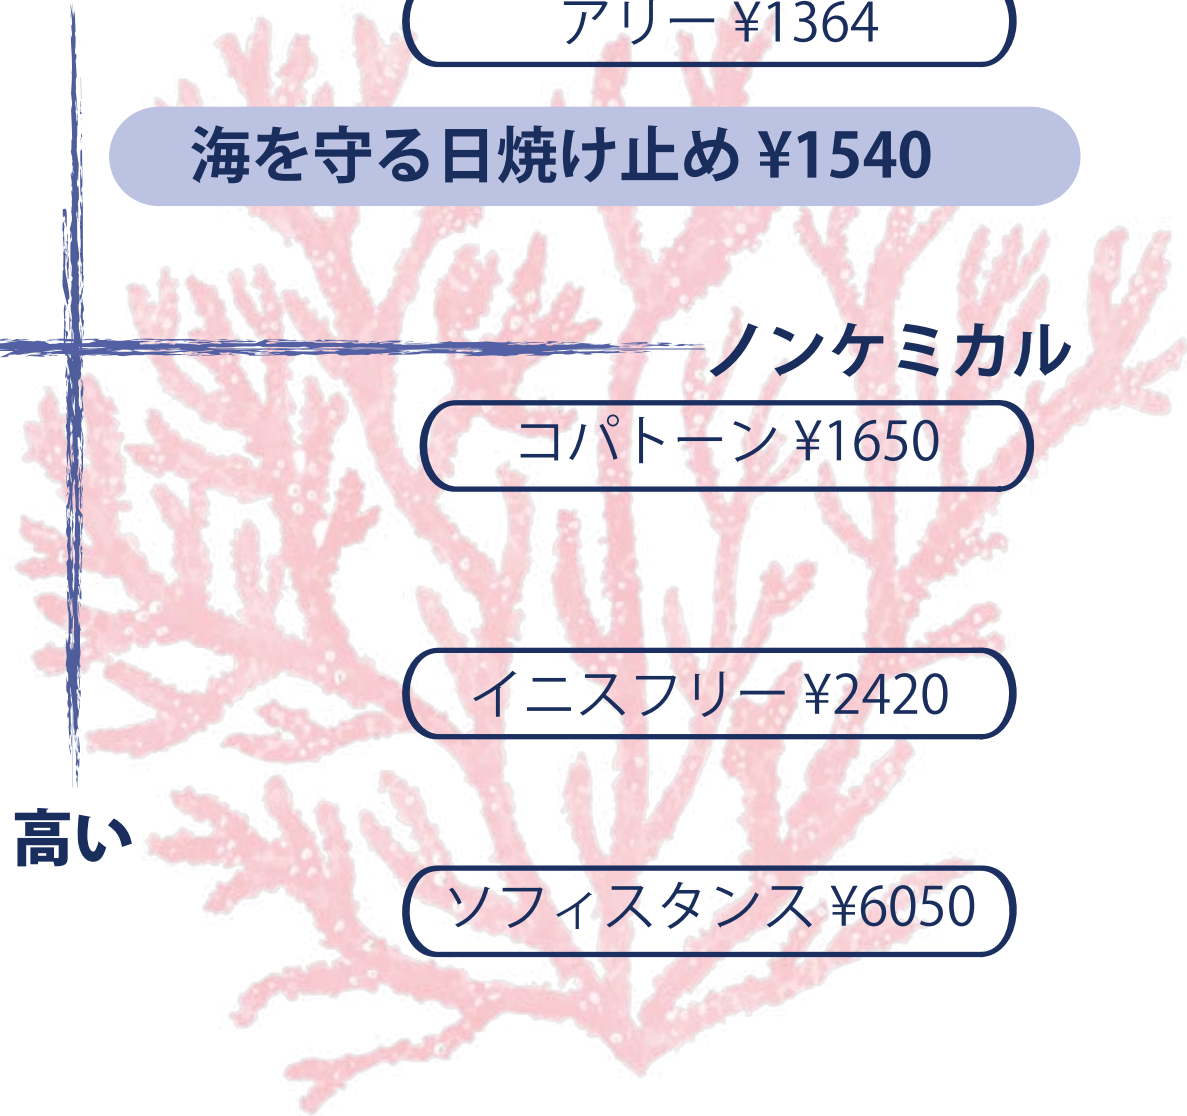 アリー ¥1364
海を守る日焼け止め ¥1540
ノンケミカル
コパトーン ¥1650
イニスフリー ¥2420
高い
ソフィスタンス ¥6050